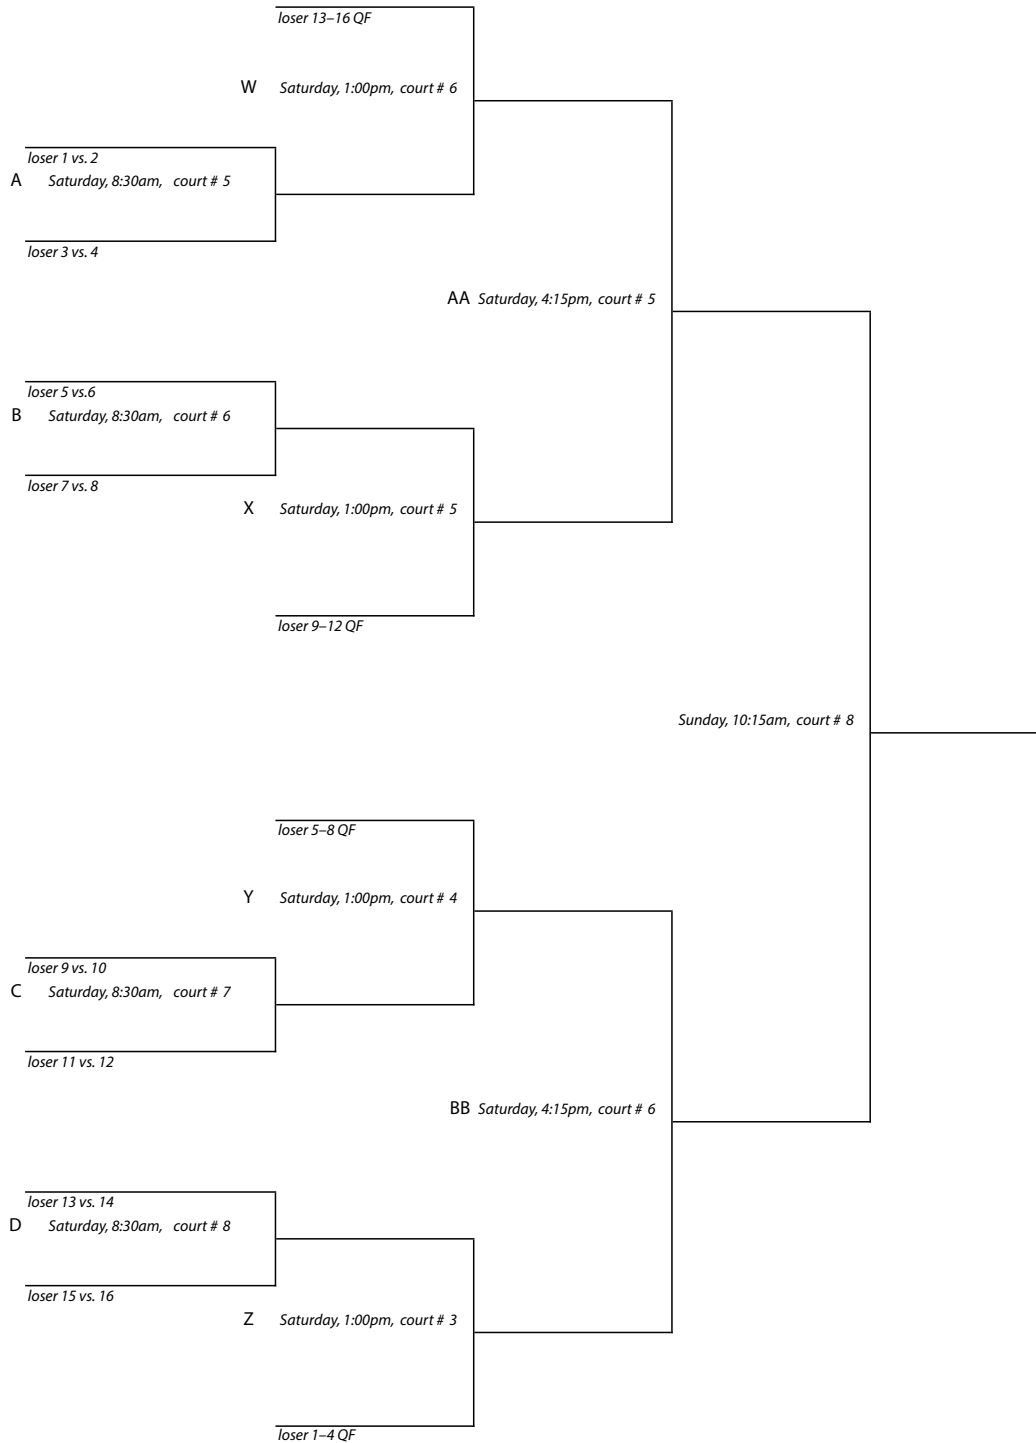 loser 13–16 QF
W Saturday, 1:00pm, court # 6
loser 1 vs. 2
A Saturday, 8:30am, court # 5
loser 3 vs. 4
AA Saturday, 4:15pm, court # 5
loser 5 vs.6
B Saturday, 8:30am, court # 6
loser 7 vs. 8
X Saturday, 1:00pm, court # 5
loser 9–12 QF
Sunday, 10:15am, court # 8
loser 5–8 QF
Y Saturday, 1:00pm, court # 4
loser 9 vs. 10
C Saturday, 8:30am, court # 7
loser 11 vs. 12
BB Saturday, 4:15pm, court # 6
loser 13 vs. 14
D Saturday, 8:30am, court # 8
loser 15 vs. 16
Z Saturday, 1:00pm, court # 3
loser 1–4 QF